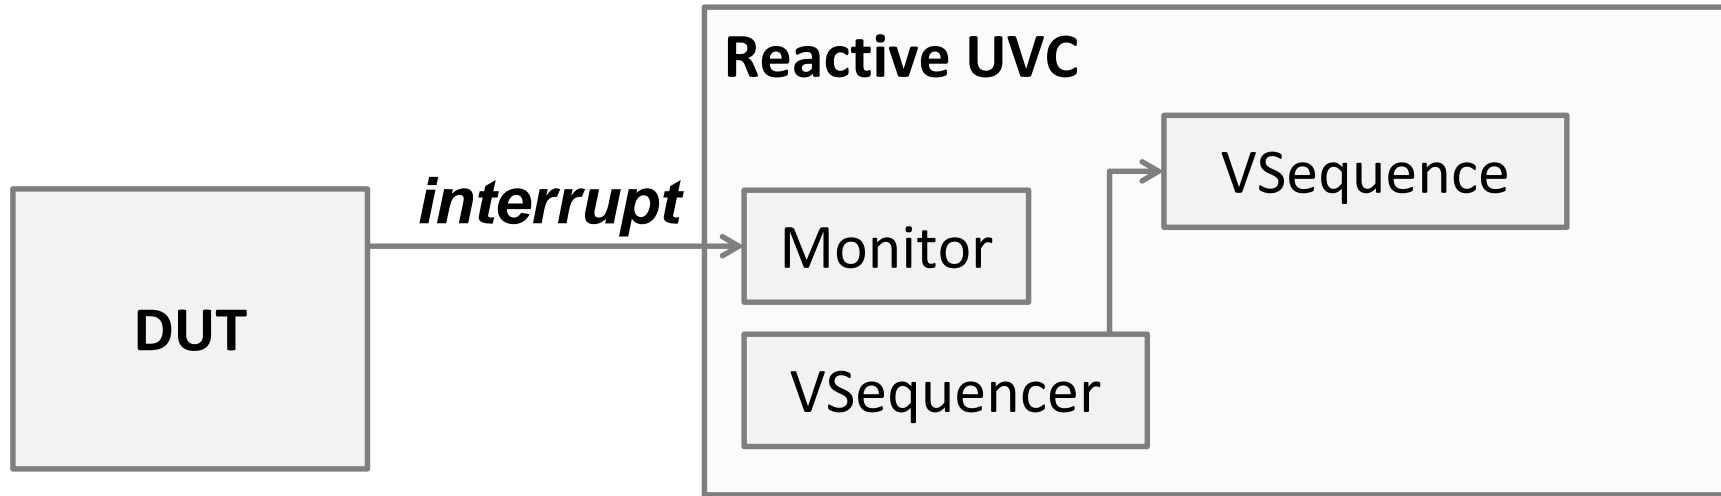 Reactive UVC
VSequence
interrupt
Monitor
DUT
VSequencer